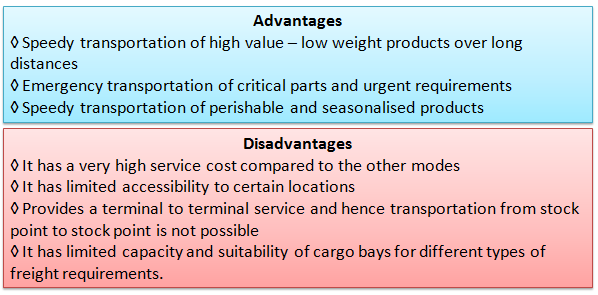 Advantages
◊ Speedy transportation of high value – low weight products over long
distances
◊ Emergency transportation of critical parts and urgent requirements
◊ Speedy transportation of perishable and seasonalised products
Disadvantages
◊ It has a very high service cost compared to the other modes
◊ It has limited accessibility to certain locations
◊ Provides a terminal to terminal service and hence transportation from stock
point to stock point is not possible
◊ It has limited capacity and suitability of cargo bays for different types of
freight requirements.